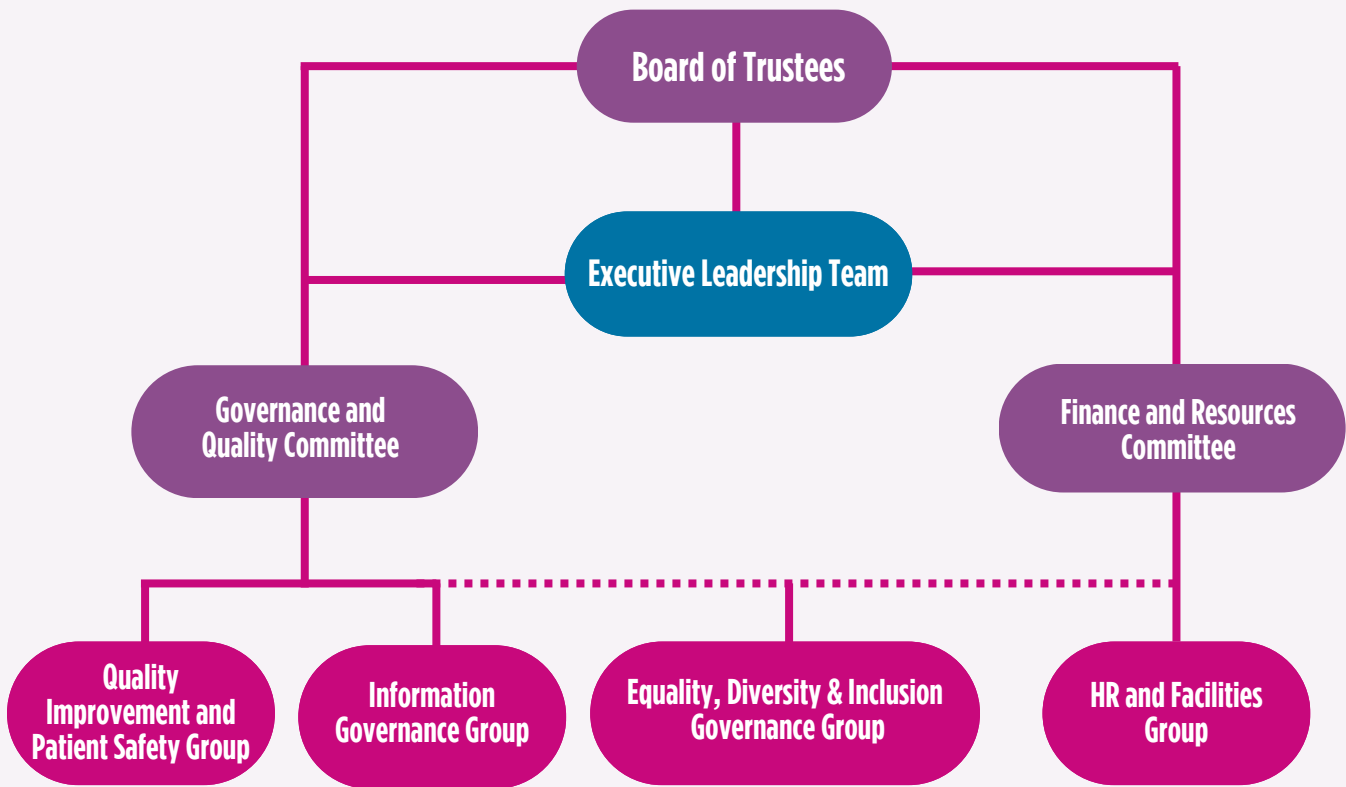 Board of Trustees
Executive Leadership Team
Governance and
Quality Committee
Finance and Resources
Committee
Quality
Improvement and
Patient Safety Group
Information
Governance Group
Equality, Diversity & Inclusion
Governance Group
HR and Facilities
Group